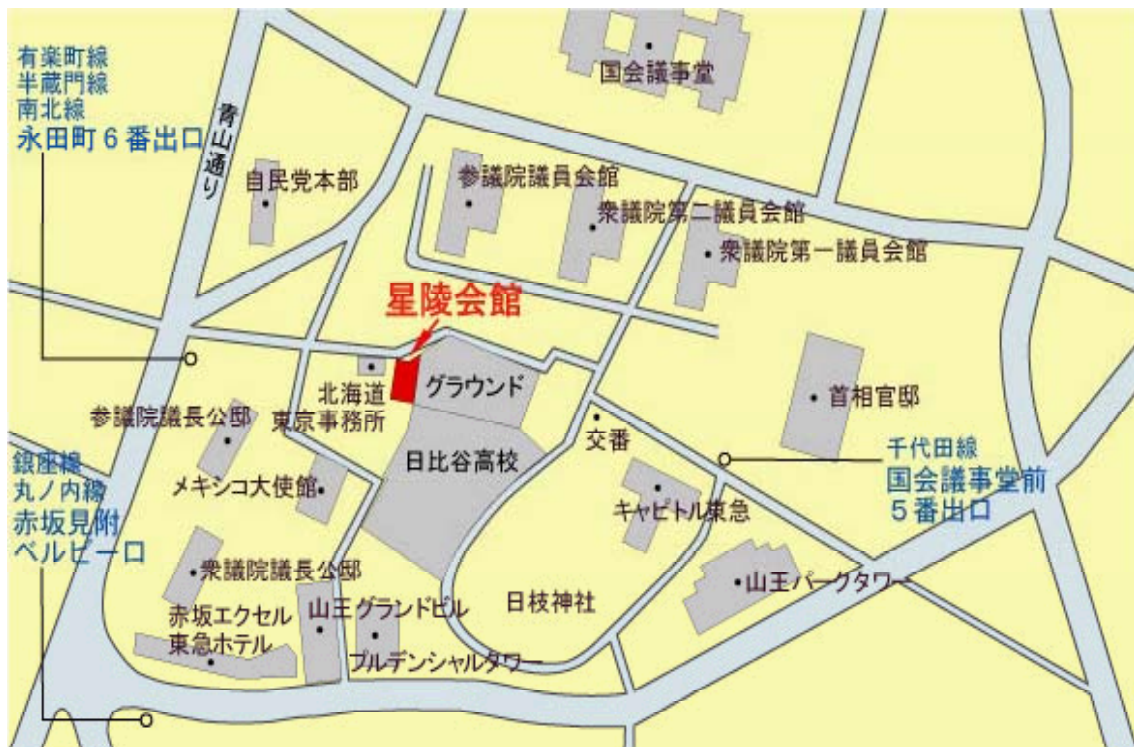 有楽町線
半蔵門線
南北線
永田町6番出口
青山通り
国会議事堂
自民党本部
参議院議員会館
衆議院第二議員会館
衆議院第一議員会館
星陵会館
北海道
東京事務所
グラウンド
首相官邸
参議院議長公邸
交番
日比谷高校
千代田線
国会議事堂前
5番出口
銀座線
丸ノ内線
赤坂見附
ベルビー口
メキシコ大使館
キャピトル東急
衆議院議長公邸
山王パークタワー
日枝神社
赤坂エクセル
東急ホテル
山王グランドビル
プルデンシャルタワー